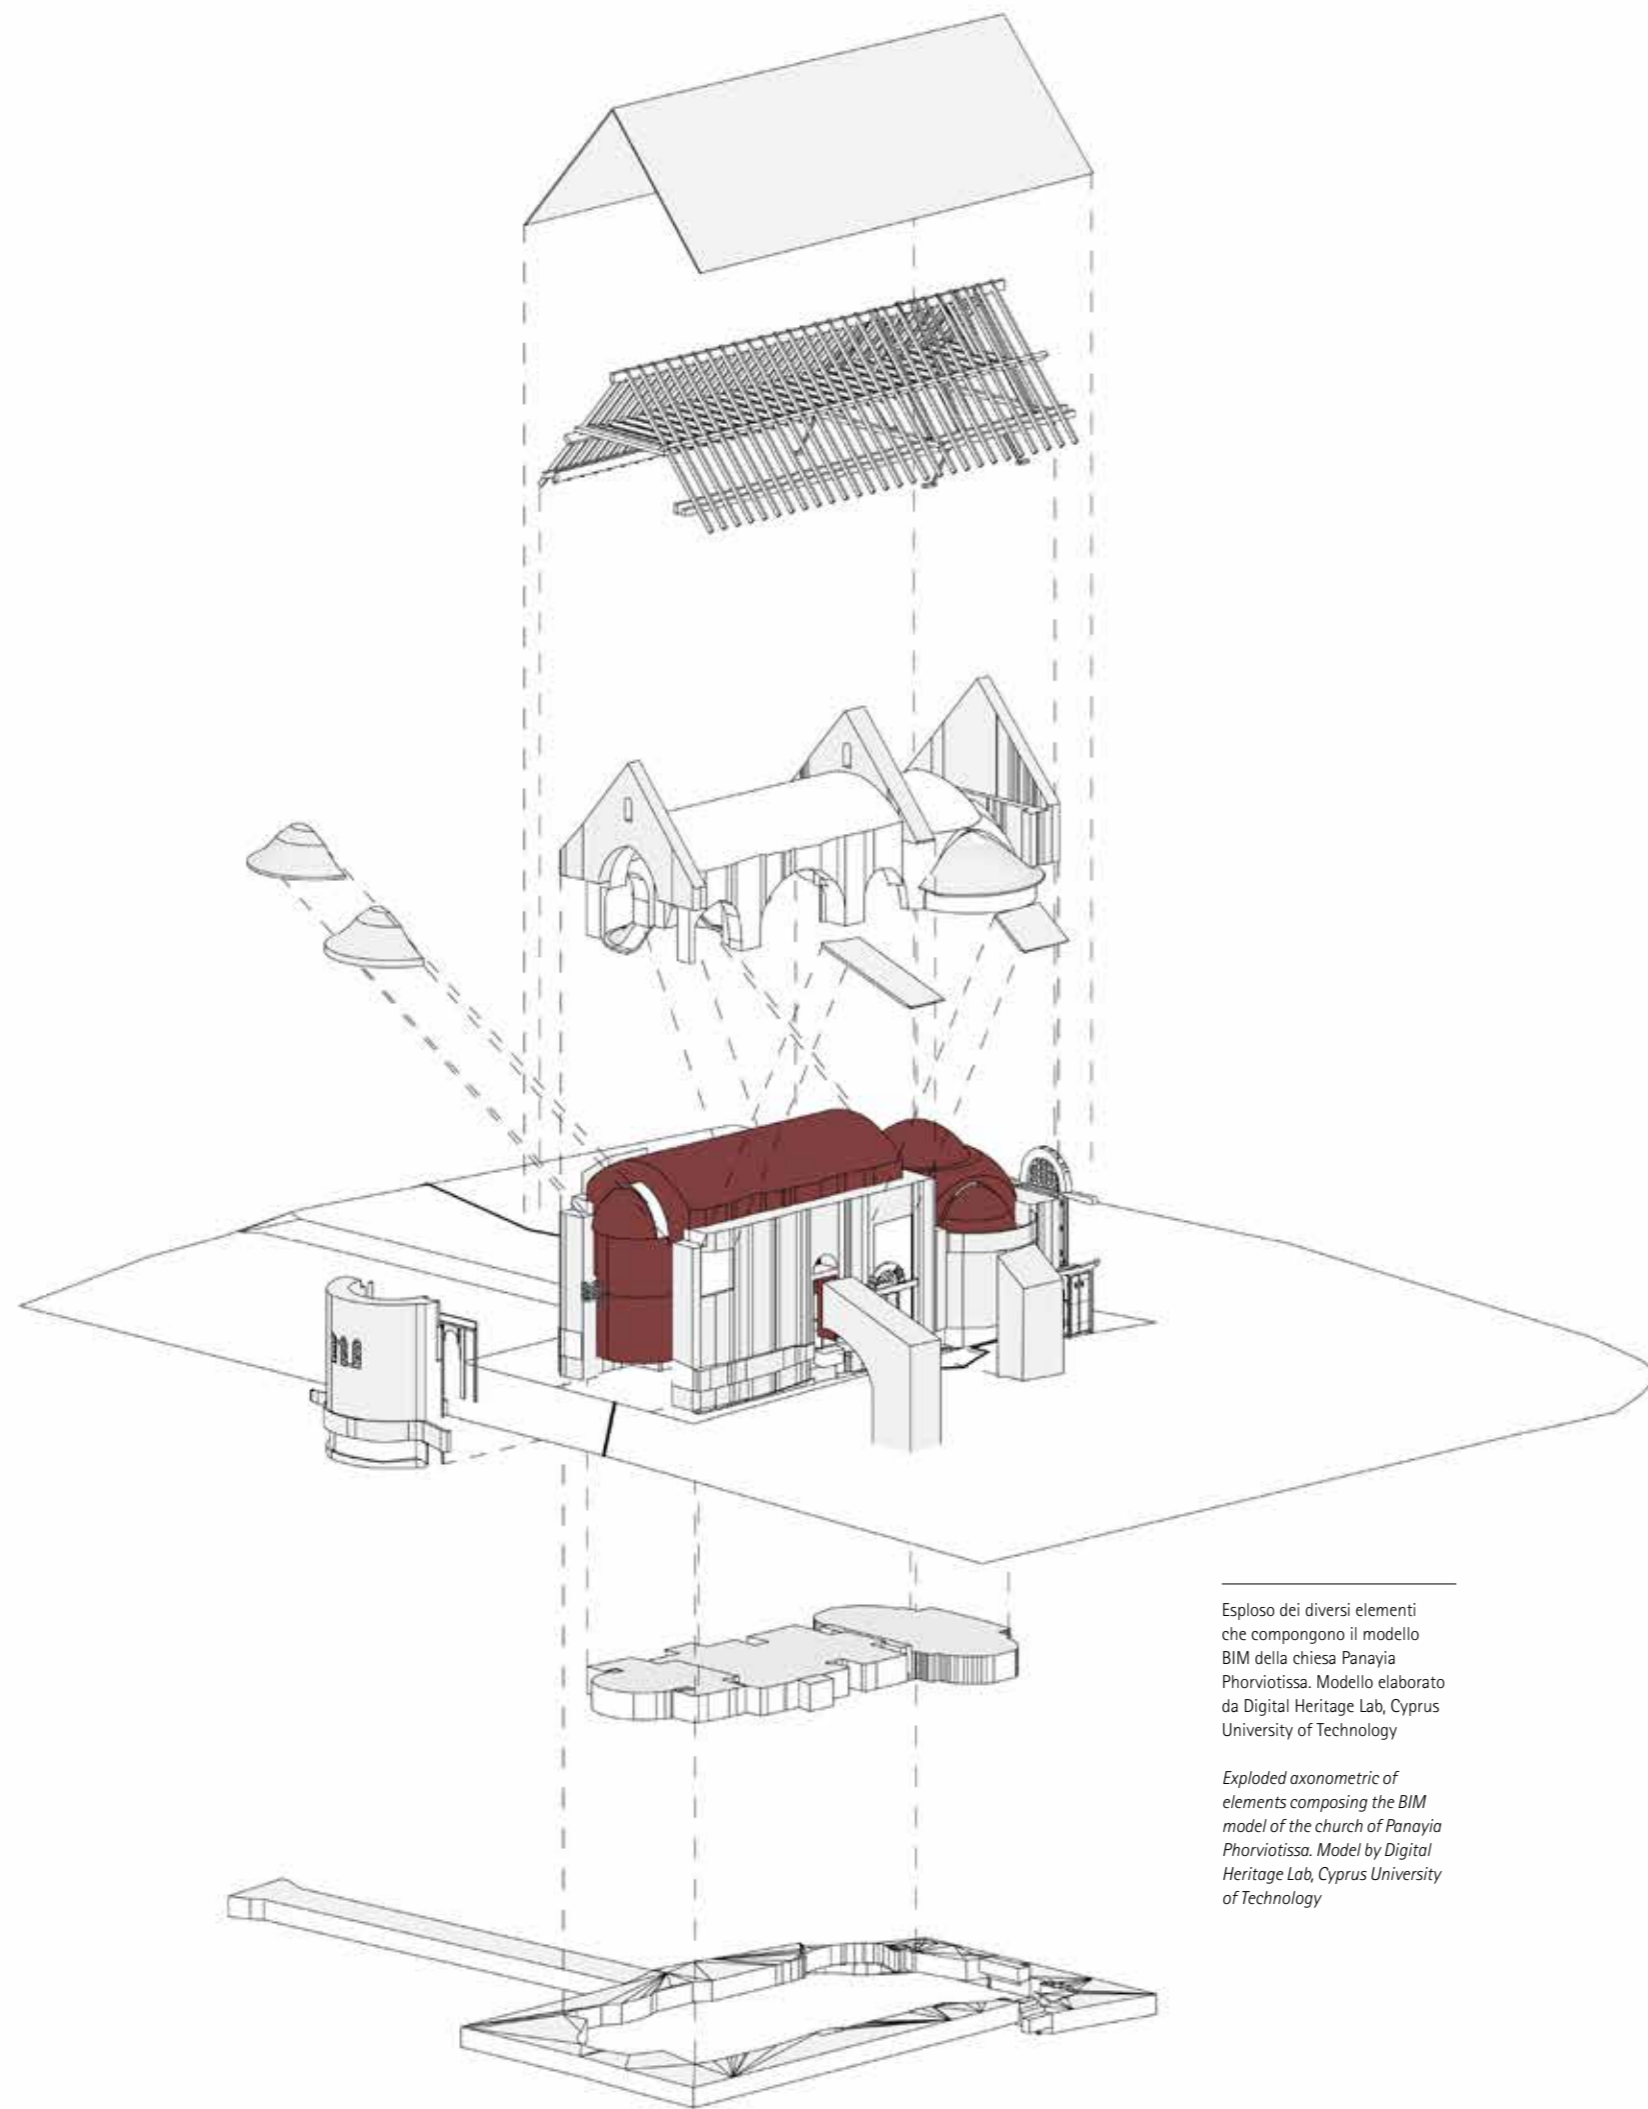 Esploso dei diversi elementi
che compongono il modello
BIM della chiesa Panayia
Phorviotissa. Modello elaborato
da Digital Heritage Lab, Cyprus
University of Technology
Exploded axonometric of
elements composing the BIM
model of the church of Panayia
Phorviotissa. Model by Digital
Heritage Lab, Cyprus University
of Technology